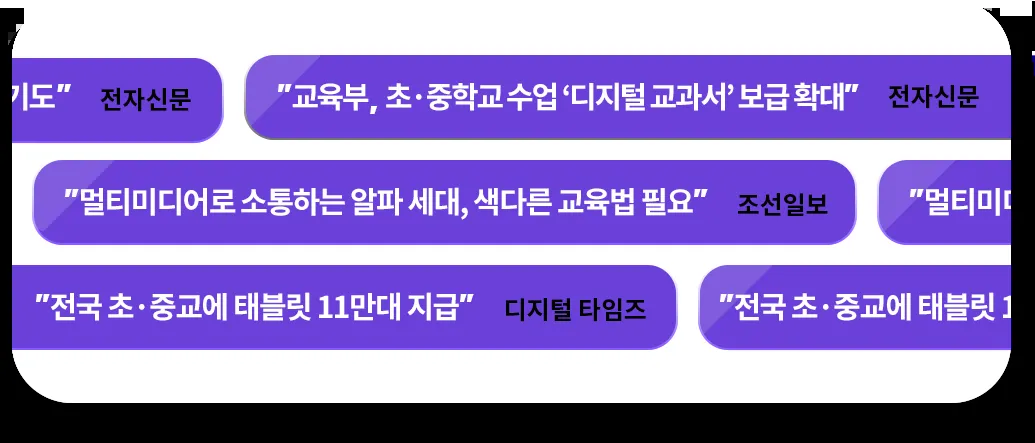 기도” 전자신문
”교육부, 초·중학교 수업 ‘디지털 교과서’ 보급 확대” 전자신문
”멀티미디어로 소통하는 알파 세대, 색다른 교육법 필요” 조선일보
”멀티미디
”전국 초·중교에 태블릿 11만대 지급” 디지털 타임즈
”전국 초·중교에 태블릿 1